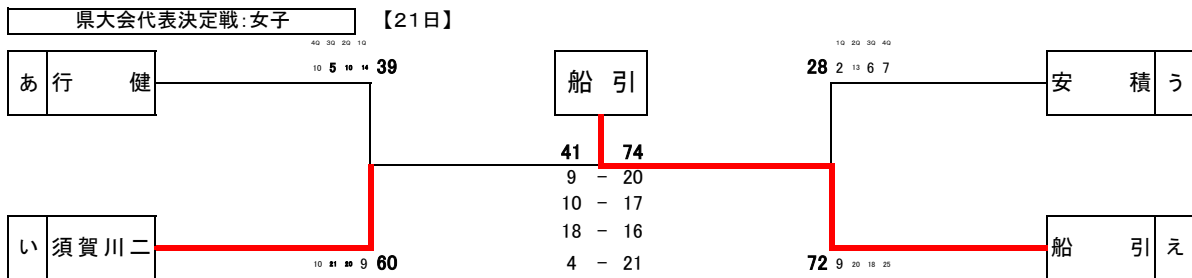 県大会代表決定戦:女子 【21日】
4Q 3Q 2Q 1Q
1Q 2Q 3Q 4Q
あ 行 健
10 5 10 14 39
船 引
28 2 13 6 7
安 積 う
41 74
9 － 20
10 － 17
18 － 16
4 － 21
い 須賀川二
10 21 20 9 60
72 9 20 18 25
船 引 え